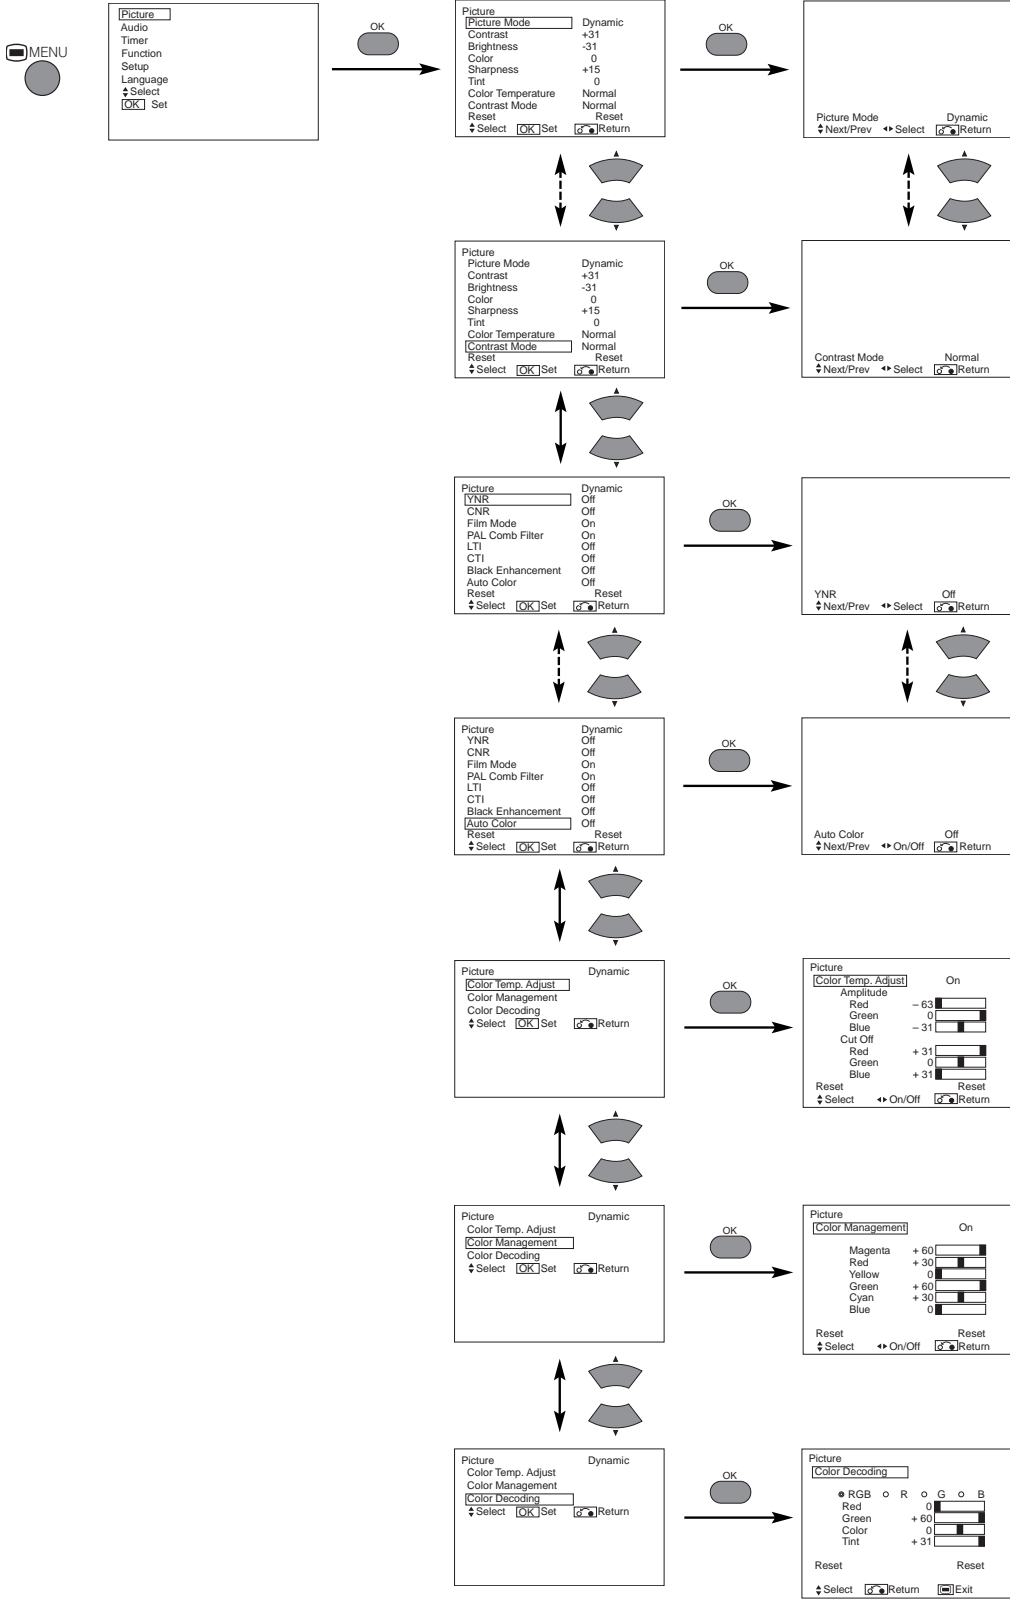 MENU
Picture
Audio
Timer
Function
Setup
Language
Select
OK Set
OK
Picture
Picture Mode Dynamic
Contrast +31
Brightness -31
Color 0
Sharpness +15
Tint 0
Color Temperature Normal
Contrast Mode Normal
Reset Reset
Select OK Set Return
OK
Picture Mode Dynamic
Next/Prev Select Return
Picture
Picture Mode Dynamic
Contrast +31
Brightness -31
Color 0
Sharpness +15
Tint 0
Color Temperature Normal
Contrast Mode Normal
Reset Reset
Select OK Set Return
OK
Contrast Mode Normal
Next/Prev Select Return
Picture Dynamic
YNR Off
CNR Off
Film Mode On
PAL Comb Filter On
LTI Off
CTI Off
Black Enhancement Off
Auto Color Off
Reset Reset
Select OK Set Return
OK
YNR Off
Next/Prev Select Return
Picture Dynamic
YNR Off
CNR Off
Film Mode On
PAL Comb Filter On
LTI Off
CTI Off
Black Enhancement Off
Auto Color Off
Reset Reset
Select OK Set Return
OK
Auto Color Off
Next/Prev On/Off Return
Picture Dynamic
Color Temp. Adjust
Color Management
Color Decoding
Select OK Set Return
OK
Picture
Color Temp. Adjust On
Amplitude
Red – 63
Green 0
Blue – 31
Cut Off
Red + 31
Green 0
Blue + 31
Reset Reset
Select On/Off Return
Picture Dynamic
Color Temp. Adjust
Color Management
Color Decoding
Select OK Set Return
OK
Picture
Color Management On
Magenta + 60
Red + 30
Yellow 0
Green + 60
Cyan + 30
Blue 0
Reset Reset
Select On/Off Return
Picture Dynamic
Color Temp. Adjust
Color Management
Color Decoding
Select OK Set Return
OK
Picture
Color Decoding
RGB R G B
Red 0
Green + 60
Color 0
Tint + 31
Reset Reset
Select Return Exit